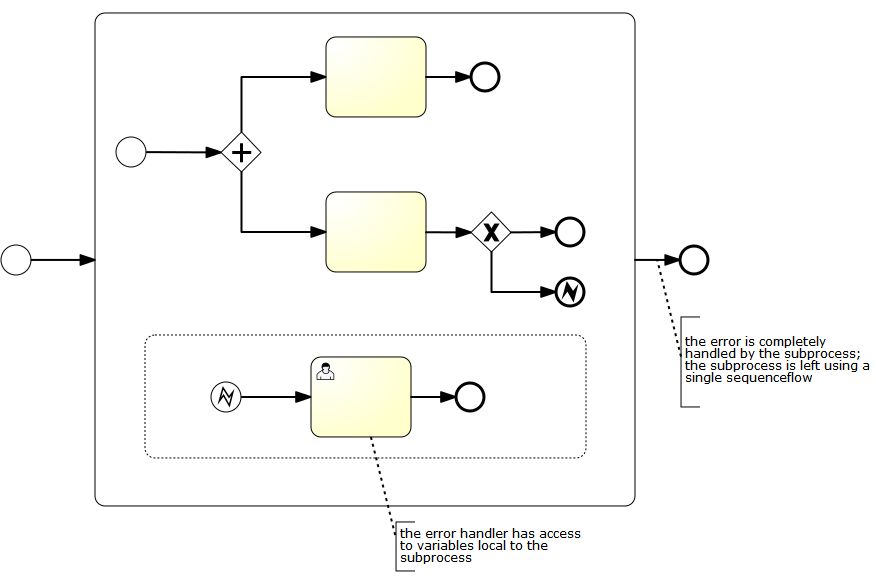 the error is completely
handled by the subprocess;
the subprocess is left using a
single sequenceflow
the error handler has access
to variables local to the
subprocess